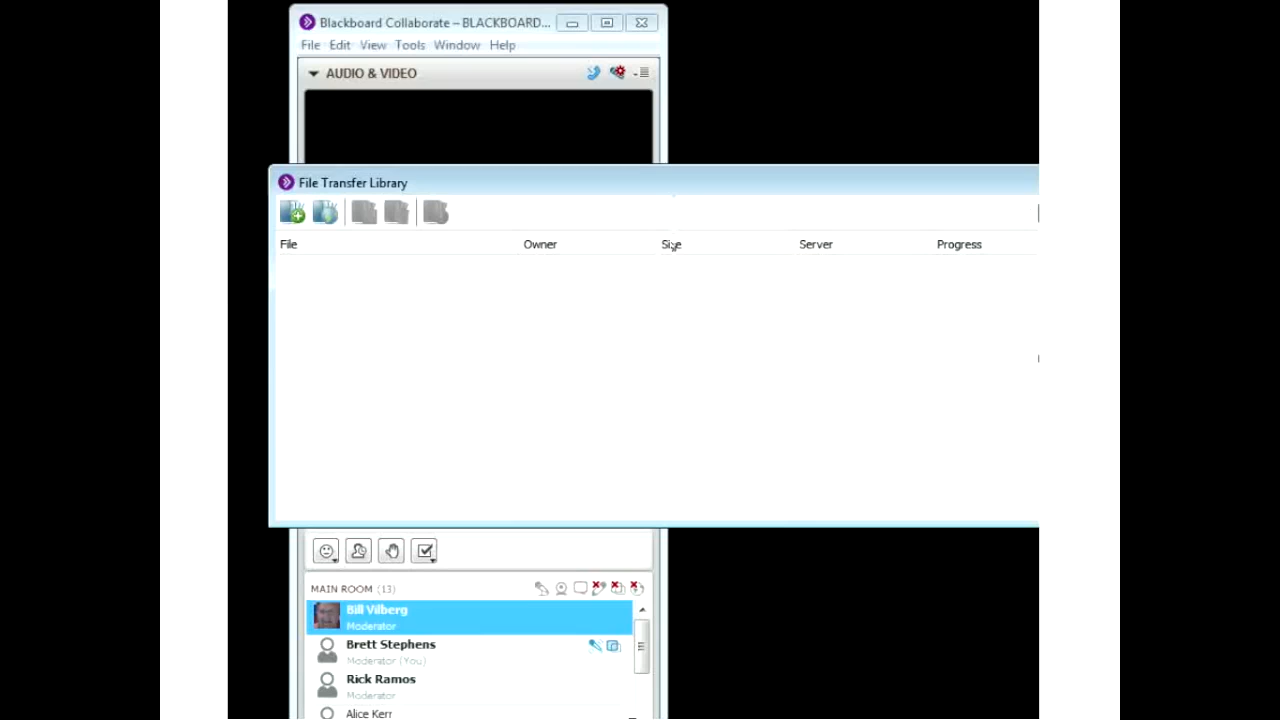 Blackboard Collaborate – BLACKBOARD...
File Edit View Tools Window Help
AUDIO & VIDEO
File Transfer Library
File Owner Size Server Progress
MAIN ROOM (13)
Bill Vilberg
Moderator
Brett Stephens
Moderator (You)
Rick Ramos
Moderator
Alice Kerr